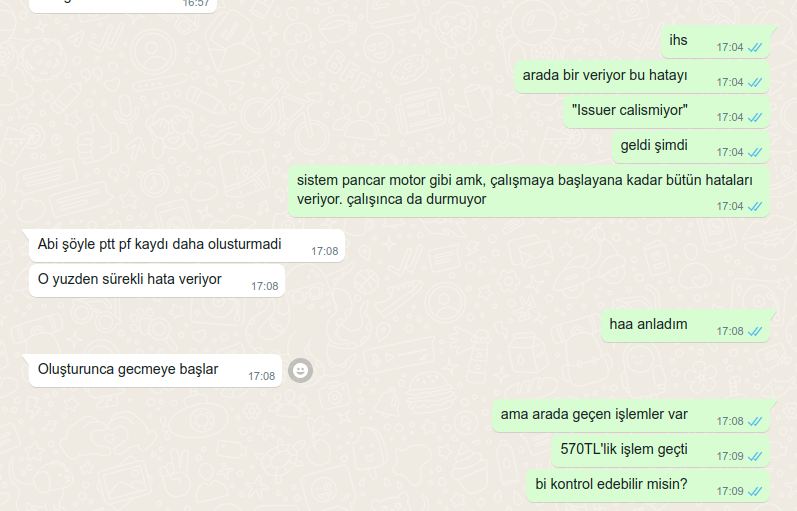 16:57
ihs
17:04
arada bir veriyor bu hatayı
17:04
"Issuer calismiyor"
17:04
geldi şimdi
17:04
sistem pancar motor gibi amk, çalışmaya başlayana kadar bütün hataları
veriyor. çalışınca da durmuyor
17:04
Abi şöyle ptt pf kaydı daha olusturmadi
17:08
O yuzden sürekli hata veriyor
17:08
haa anladım
17:08
Oluşturunca gecmeye başlar
17:08
ama arada geçen işlemler var
17:08
570TL'lik işlem geçti
17:09
bi kontrol edebilir misin?
17:09